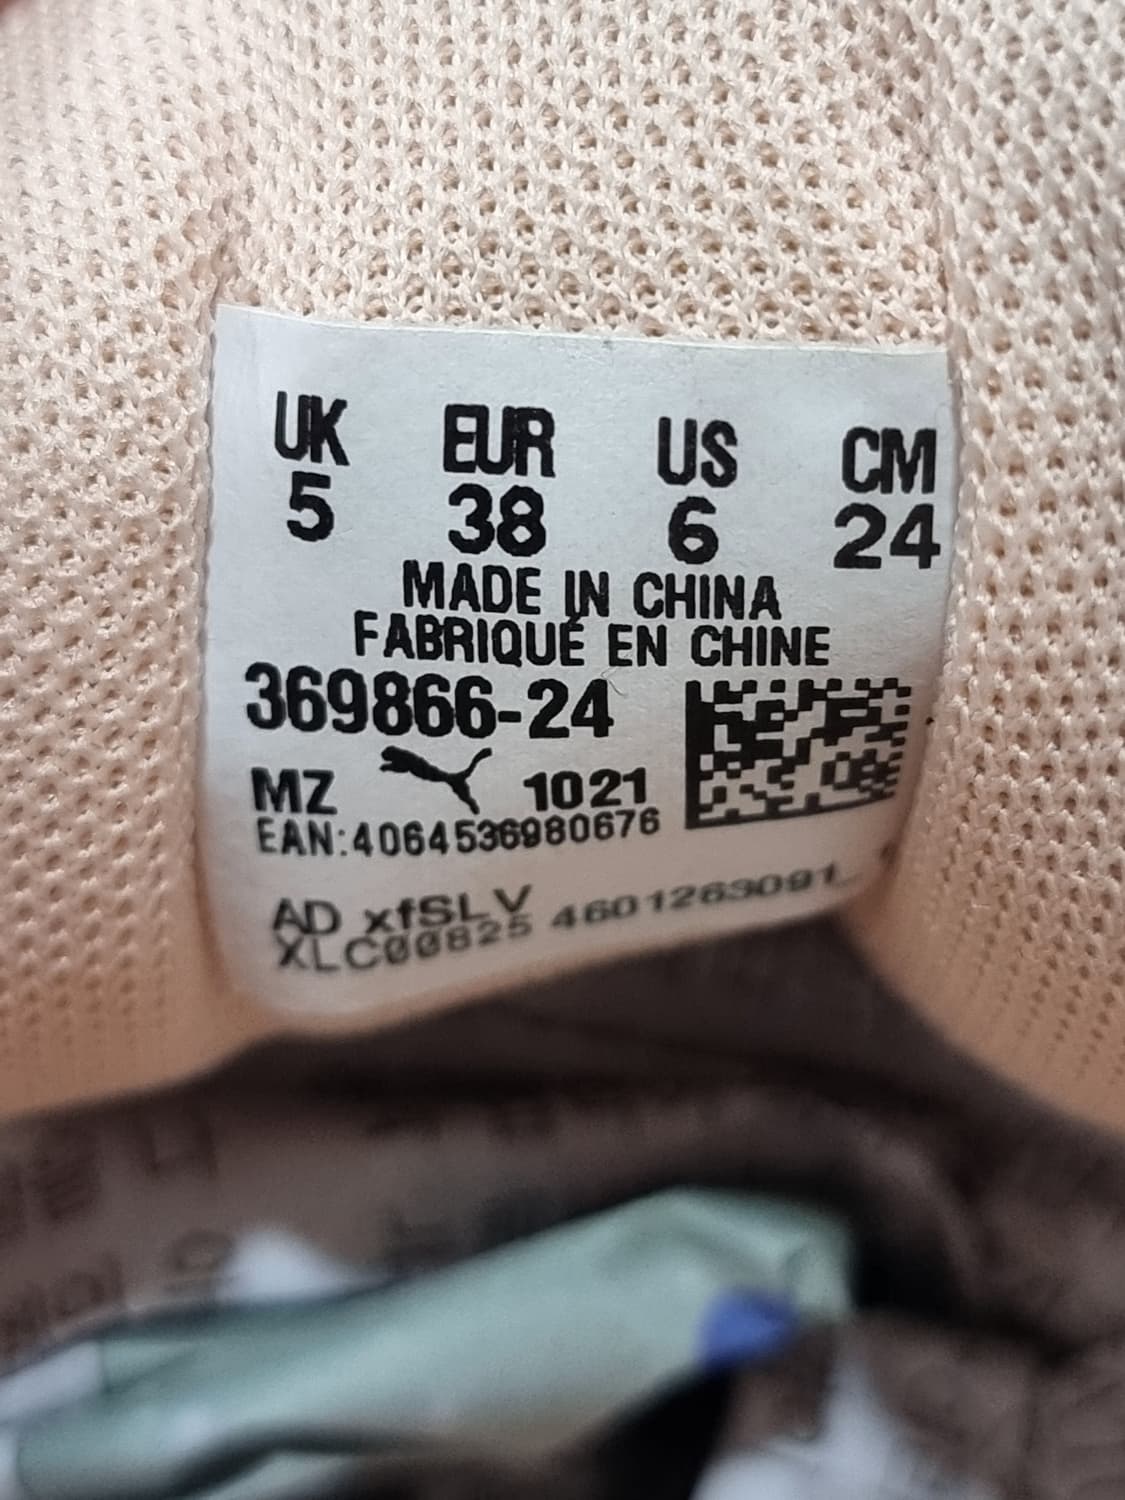 UK EUR US CM
5 38 6 24
MADE IN CHINA
FABRIQUÉ EN CHINE
369866-24
MZ 1021
EAN:4064536980676
AD xfSLV
XLC00825 4601263091